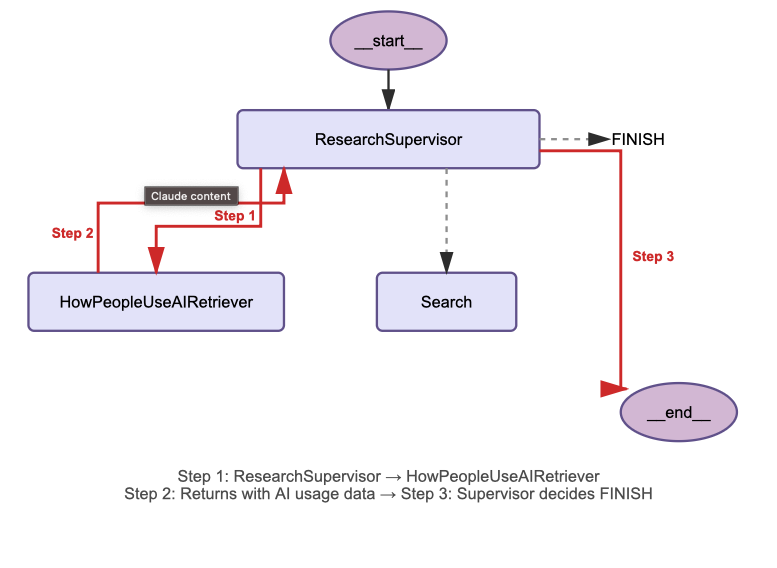 __start__
ResearchSupervisor
FINISH
Claude content
Step 1
Step 2
Step 3
HowPeopleUseAIRetriever
Search
__end__
Step 1: ResearchSupervisor → HowPeopleUseAIRetriever
Step 2: Returns with AI usage data → Step 3: Supervisor decides FINISH